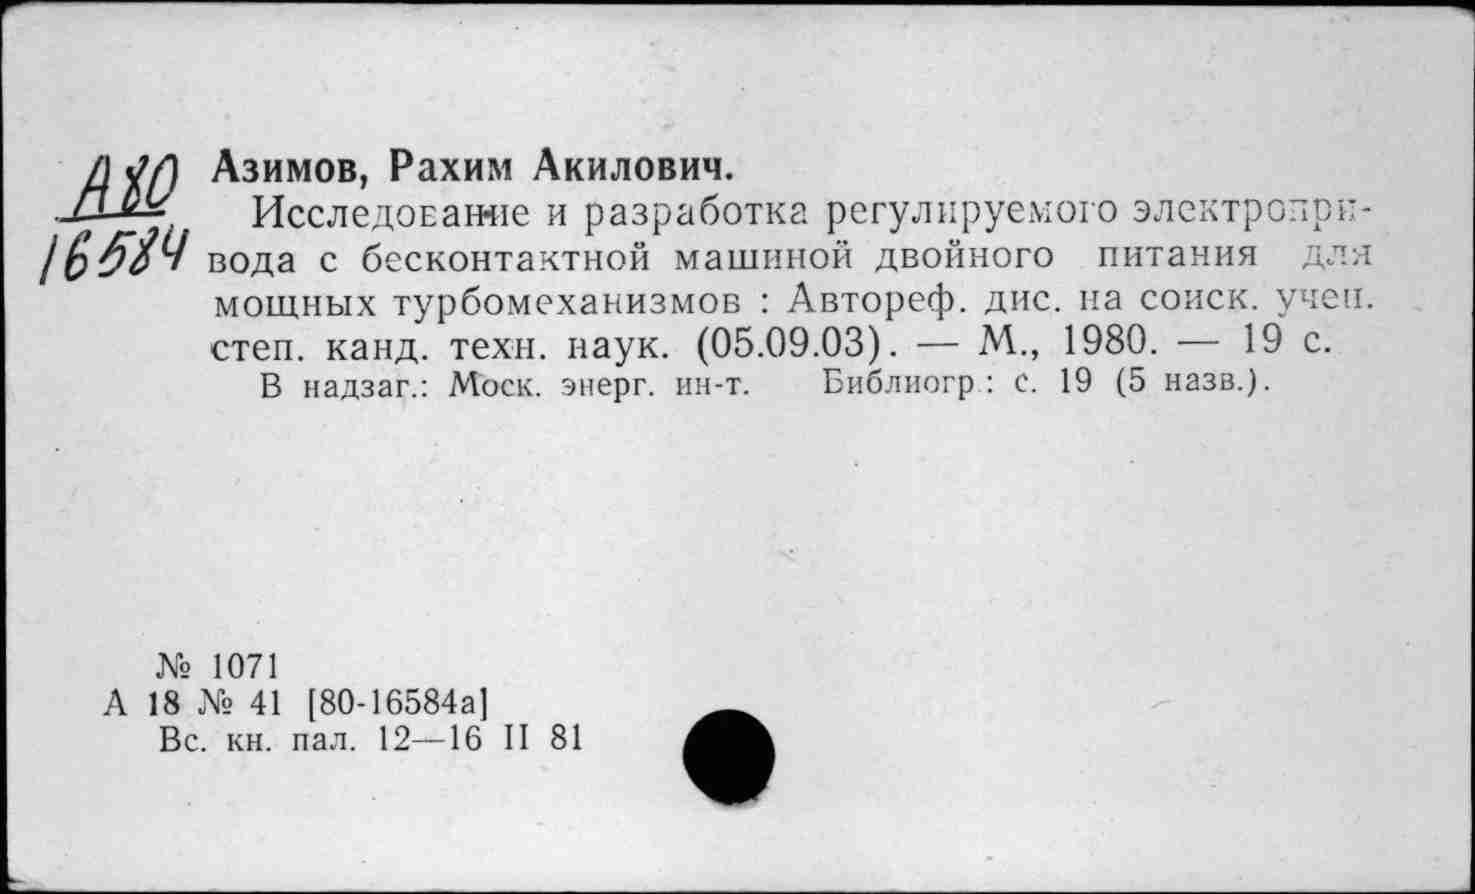 А80
16584
Азимов, Рахим Акилович.
Исследование и разработка регулируемого электропри-
вода с бесконтактной машиной двойного питания для
мощных турбомеханизмов : Автореф. дис. на соиск. учен.
степ. канд. техн. наук. (05.09.03). — М., 1980. — 19 с.
В надзаг.: Моск. энерг. ин-т. Библиогр.: с. 19 (5 назв.).
№ 1071
А 18 № 41 [80-16584а]
Вс. кн. пал. 12—16 II 81